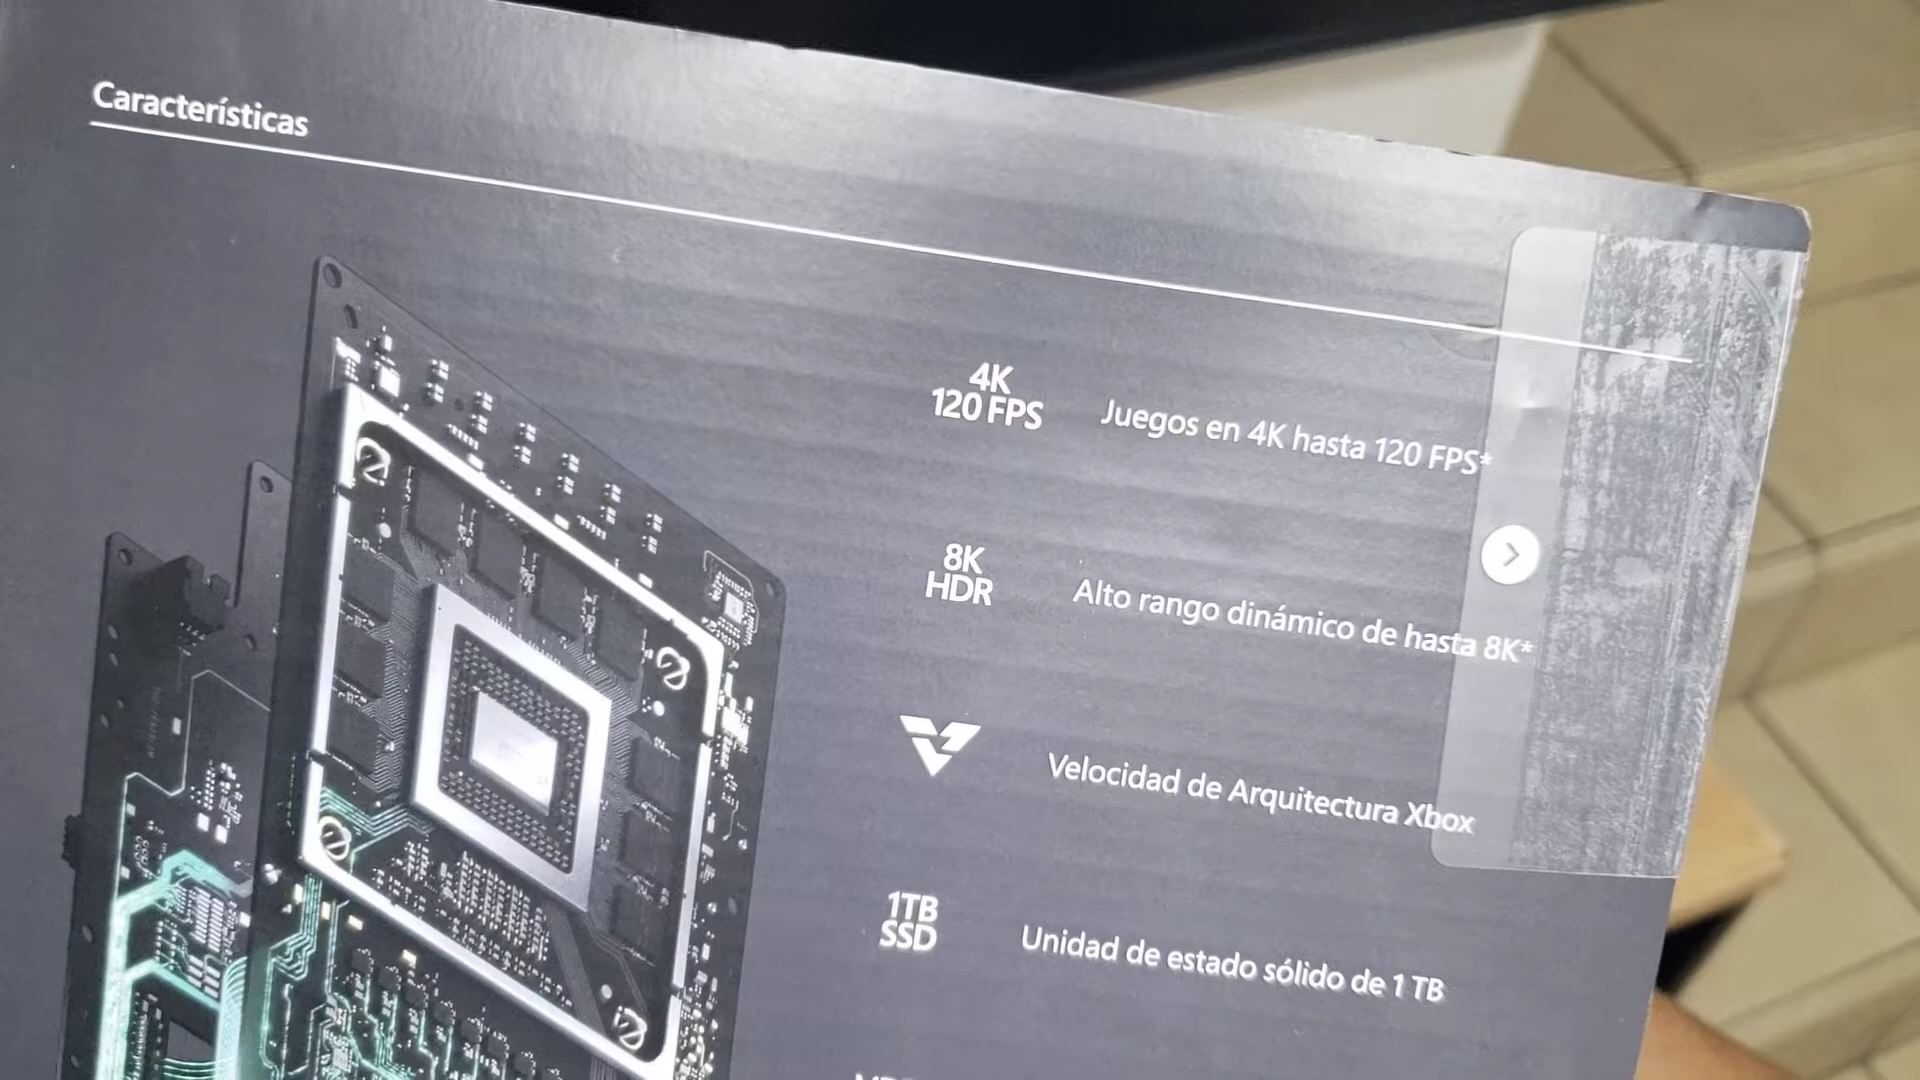 Características
4K
120 FPS
Juegos en 4K hasta 120 FPS*
8K
HDR
Alto rango dinámico de hasta 8K*
Velocidad de Arquitectura Xbox
1TB
SSD
Unidad de estado sólido de 1 TB